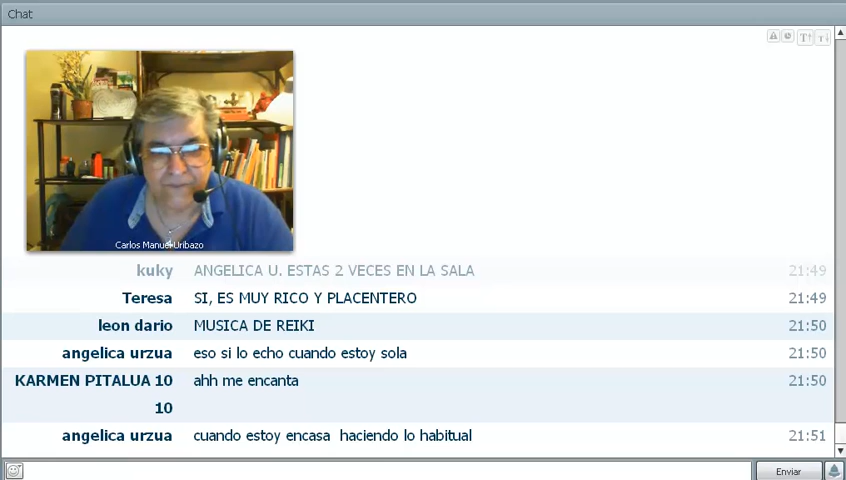 Chat
Carlos Manuel Uribazo
kuky ANGELICA U. ESTAS 2 VECES EN LA SALA 21:49
Teresa SI, ES MUY RICO Y PLACENTERO 21:49
leon dario MUSICA DE REIKI 21:50
angelica urzua eso si lo echo cuando estoy sola 21:50
KARMEN PITALUA 10 ahh me encanta 21:50
10
angelica urzua cuando estoy encasa haciendo lo habitual 21:51
Enviar